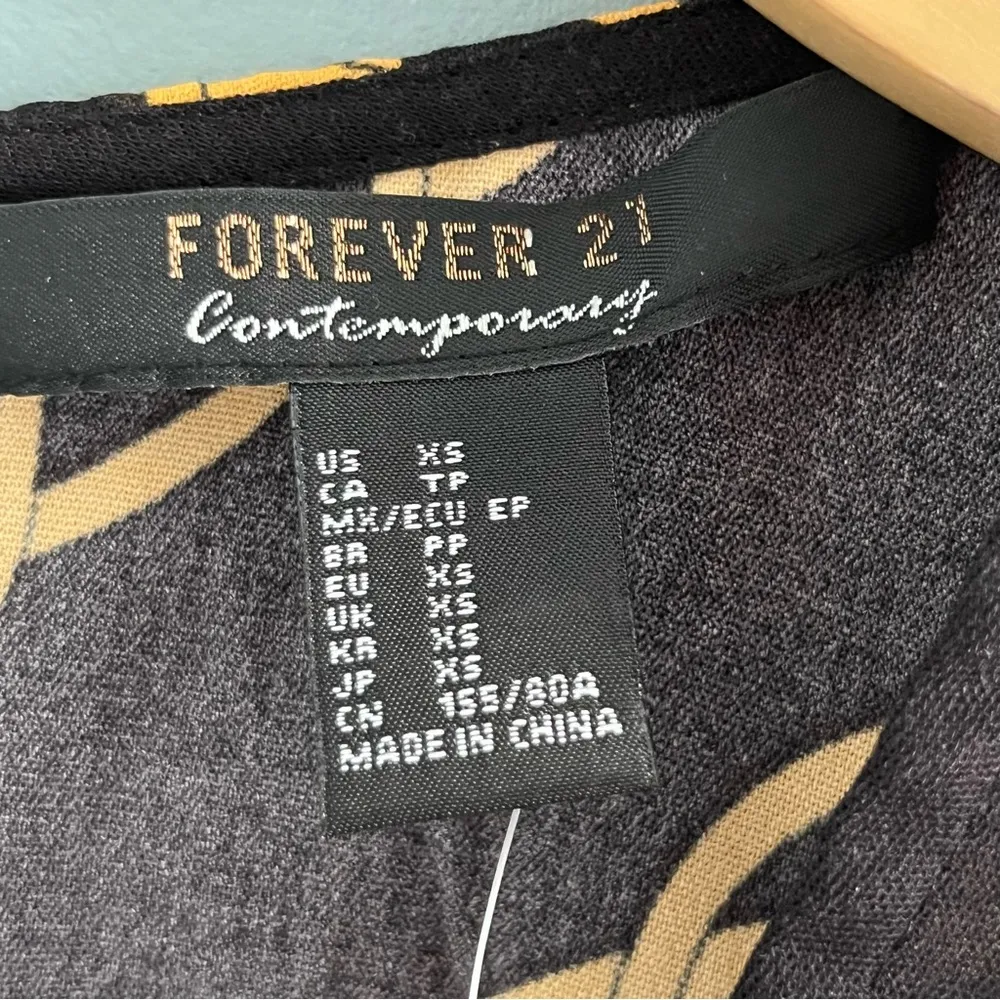 FOREVER 21
Contemporary
US XS
CA TP
MX/ECU EP
BR PP
EU XS
UK XS
KR XS
JP XS
CN 155/80A
MADE IN CHINA